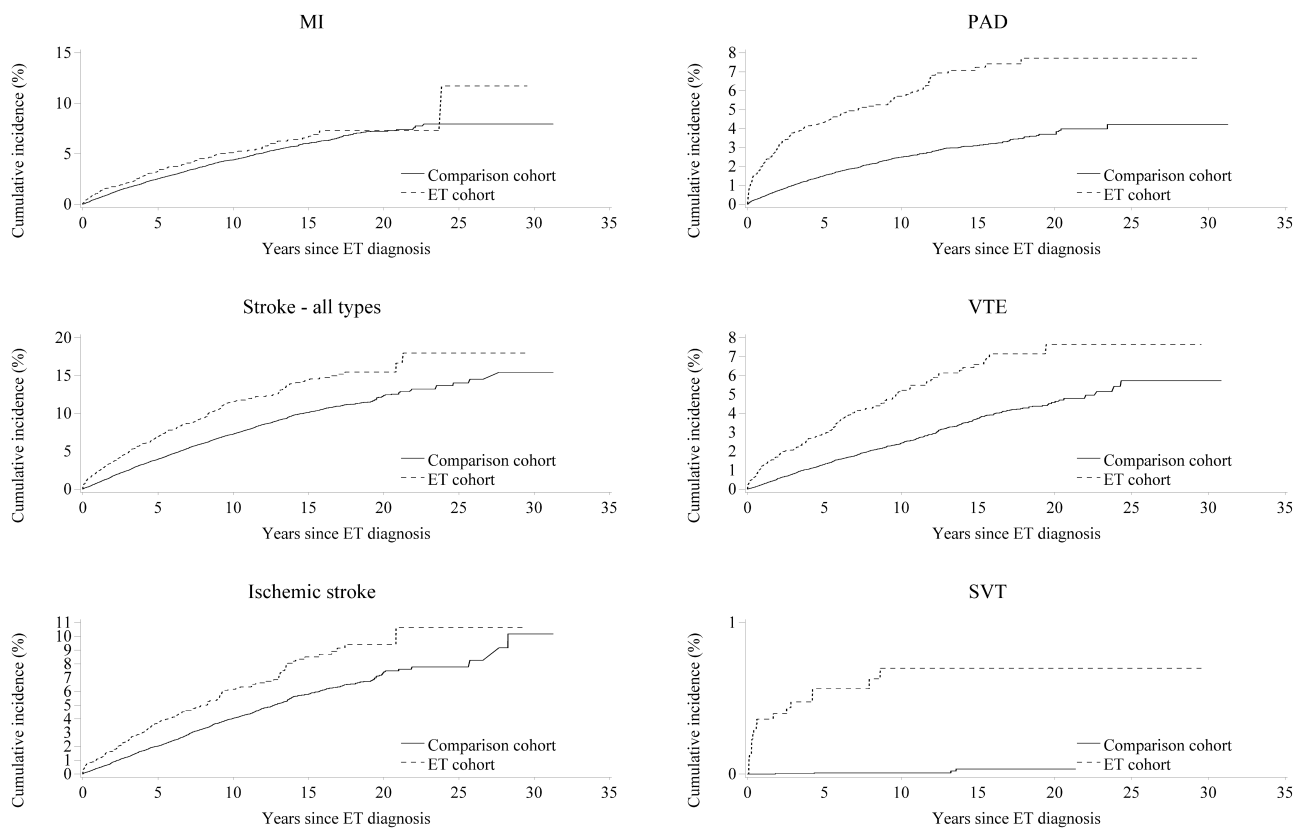 MI
Cumulative incidence (%)
15
10
5
0
Comparison cohort
ET cohort
0 5 10 15 20 25 30 35
Years since ET diagnosis
PAD
Cumulative incidence (%)
8
7
6
5
4
3
2
1
0
Comparison cohort
ET cohort
0 5 10 15 20 25 30 35
Years since ET diagnosis
Stroke - all types
Cumulative incidence (%)
20
15
10
5
0
Comparison cohort
ET cohort
0 5 10 15 20 25 30 35
Years since ET diagnosis
VTE
Cumulative incidence (%)
8
7
6
5
4
3
2
1
0
Comparison cohort
ET cohort
0 5 10 15 20 25 30 35
Years since ET diagnosis
Ischemic stroke
Cumulative incidence (%)
11
10
9
8
7
6
5
4
3
2
1
0
Comparison cohort
ET cohort
0 5 10 15 20 25 30 35
Years since ET diagnosis
SVT
Cumulative incidence (%)
1
0
Comparison cohort
ET cohort
0 5 10 15 20 25 30 35
Years since ET diagnosis